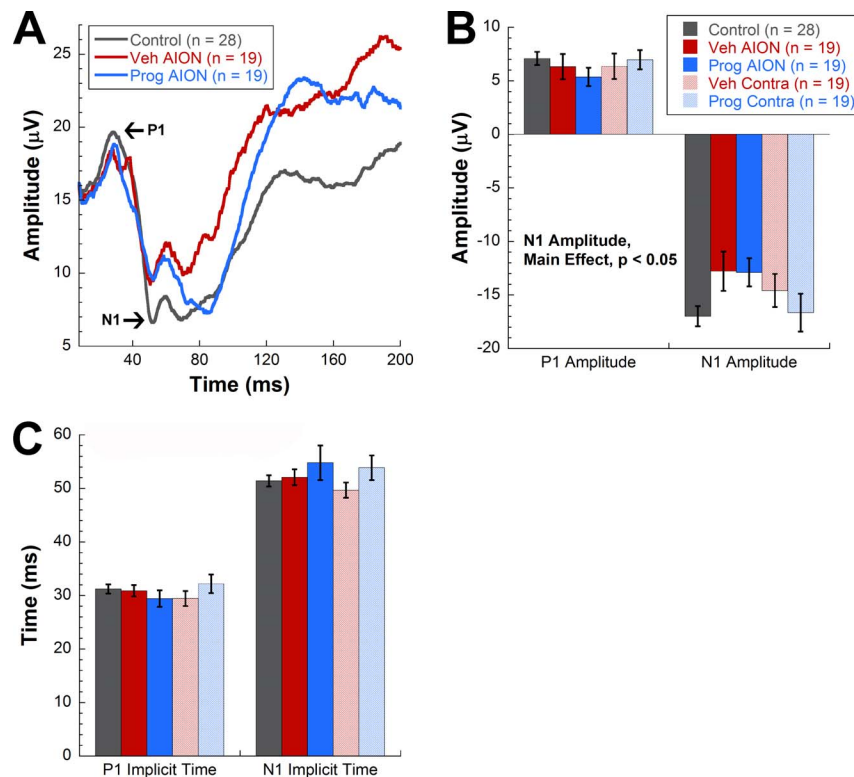 A
Control (n = 28)
Veh AION (n = 19)
Prog AION (n = 19)
P1
N1
Amplitude (µV)
25
20
15
10
5
40
80
120
160
200
Time (ms)
B
Control (n = 28)
Veh AION (n = 19)
Prog AION (n = 19)
Veh Contra (n = 19)
Prog Contra (n = 19)
Amplitude (µV)
10
5
0
-5
-10
-15
-20
N1 Amplitude,
Main Effect, p < 0.05
P1 Amplitude
N1 Amplitude
C
Time (ms)
60
50
40
30
20
10
0
P1 Implicit Time
N1 Implicit Time